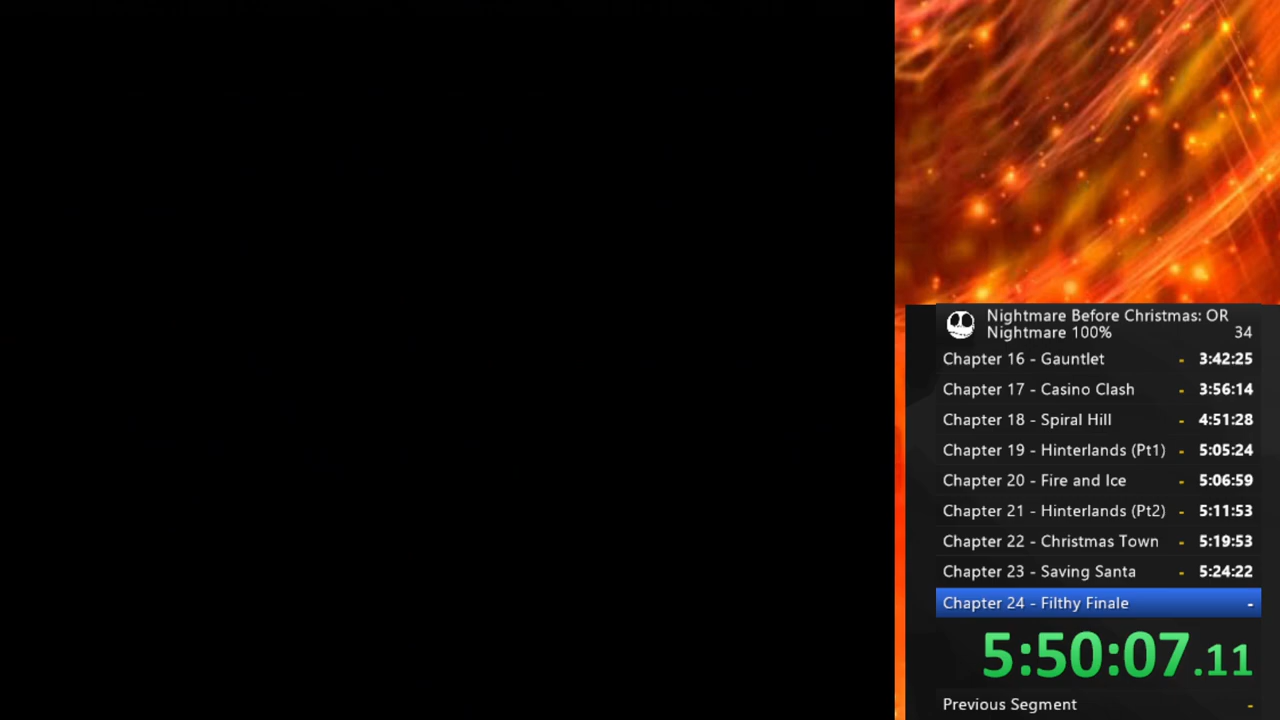 Nightmare Before Christmas: OR
Nightmare 100% 34
Chapter 16 - Gauntlet - 3:42:25
Chapter 17 - Casino Clash - 3:56:14
Chapter 18 - Spiral Hill - 4:51:28
Chapter 19 - Hinterlands (Pt1) - 5:05:24
Chapter 20 - Fire and Ice - 5:06:59
Chapter 21 - Hinterlands (Pt2) - 5:11:53
Chapter 22 - Christmas Town - 5:19:53
Chapter 23 - Saving Santa - 5:24:22
Chapter 24 - Filthy Finale -
5:50:07.11
Previous Segment -